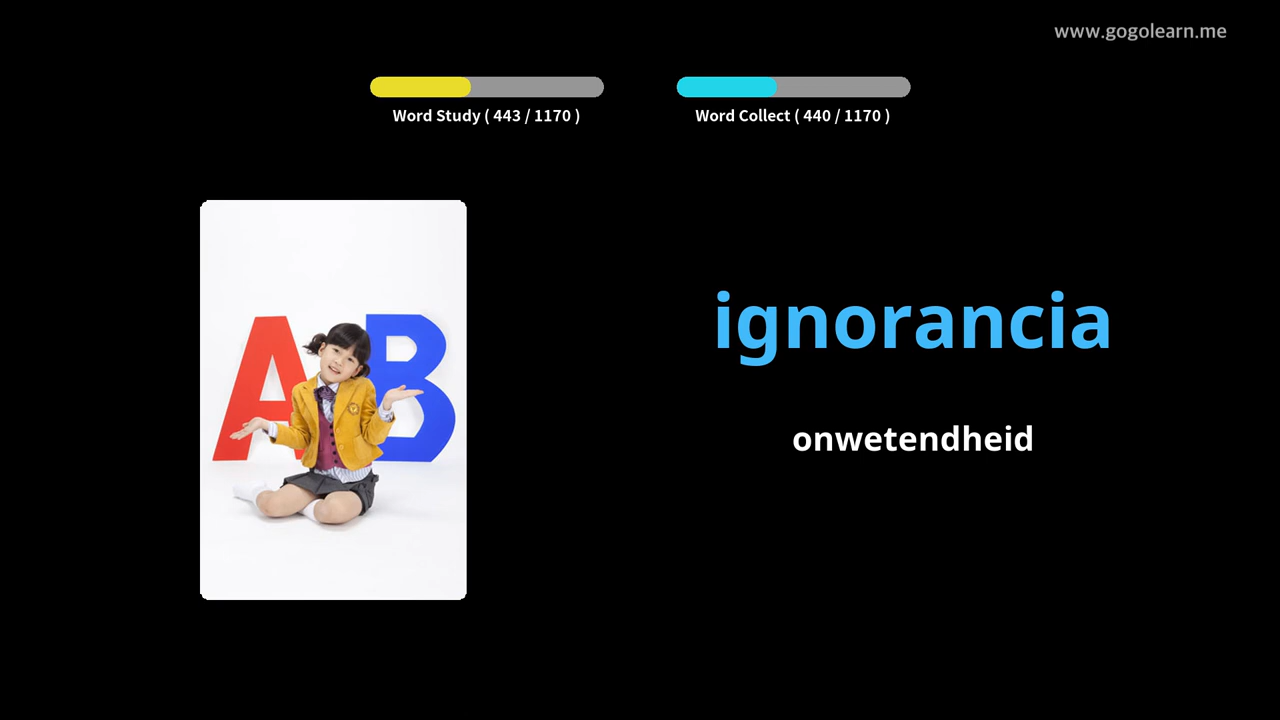 www.gogolearn.me
Word Study ( 443 / 1170 )
Word Collect ( 440 / 1170 )
A B
ignorancia
onwetendheid